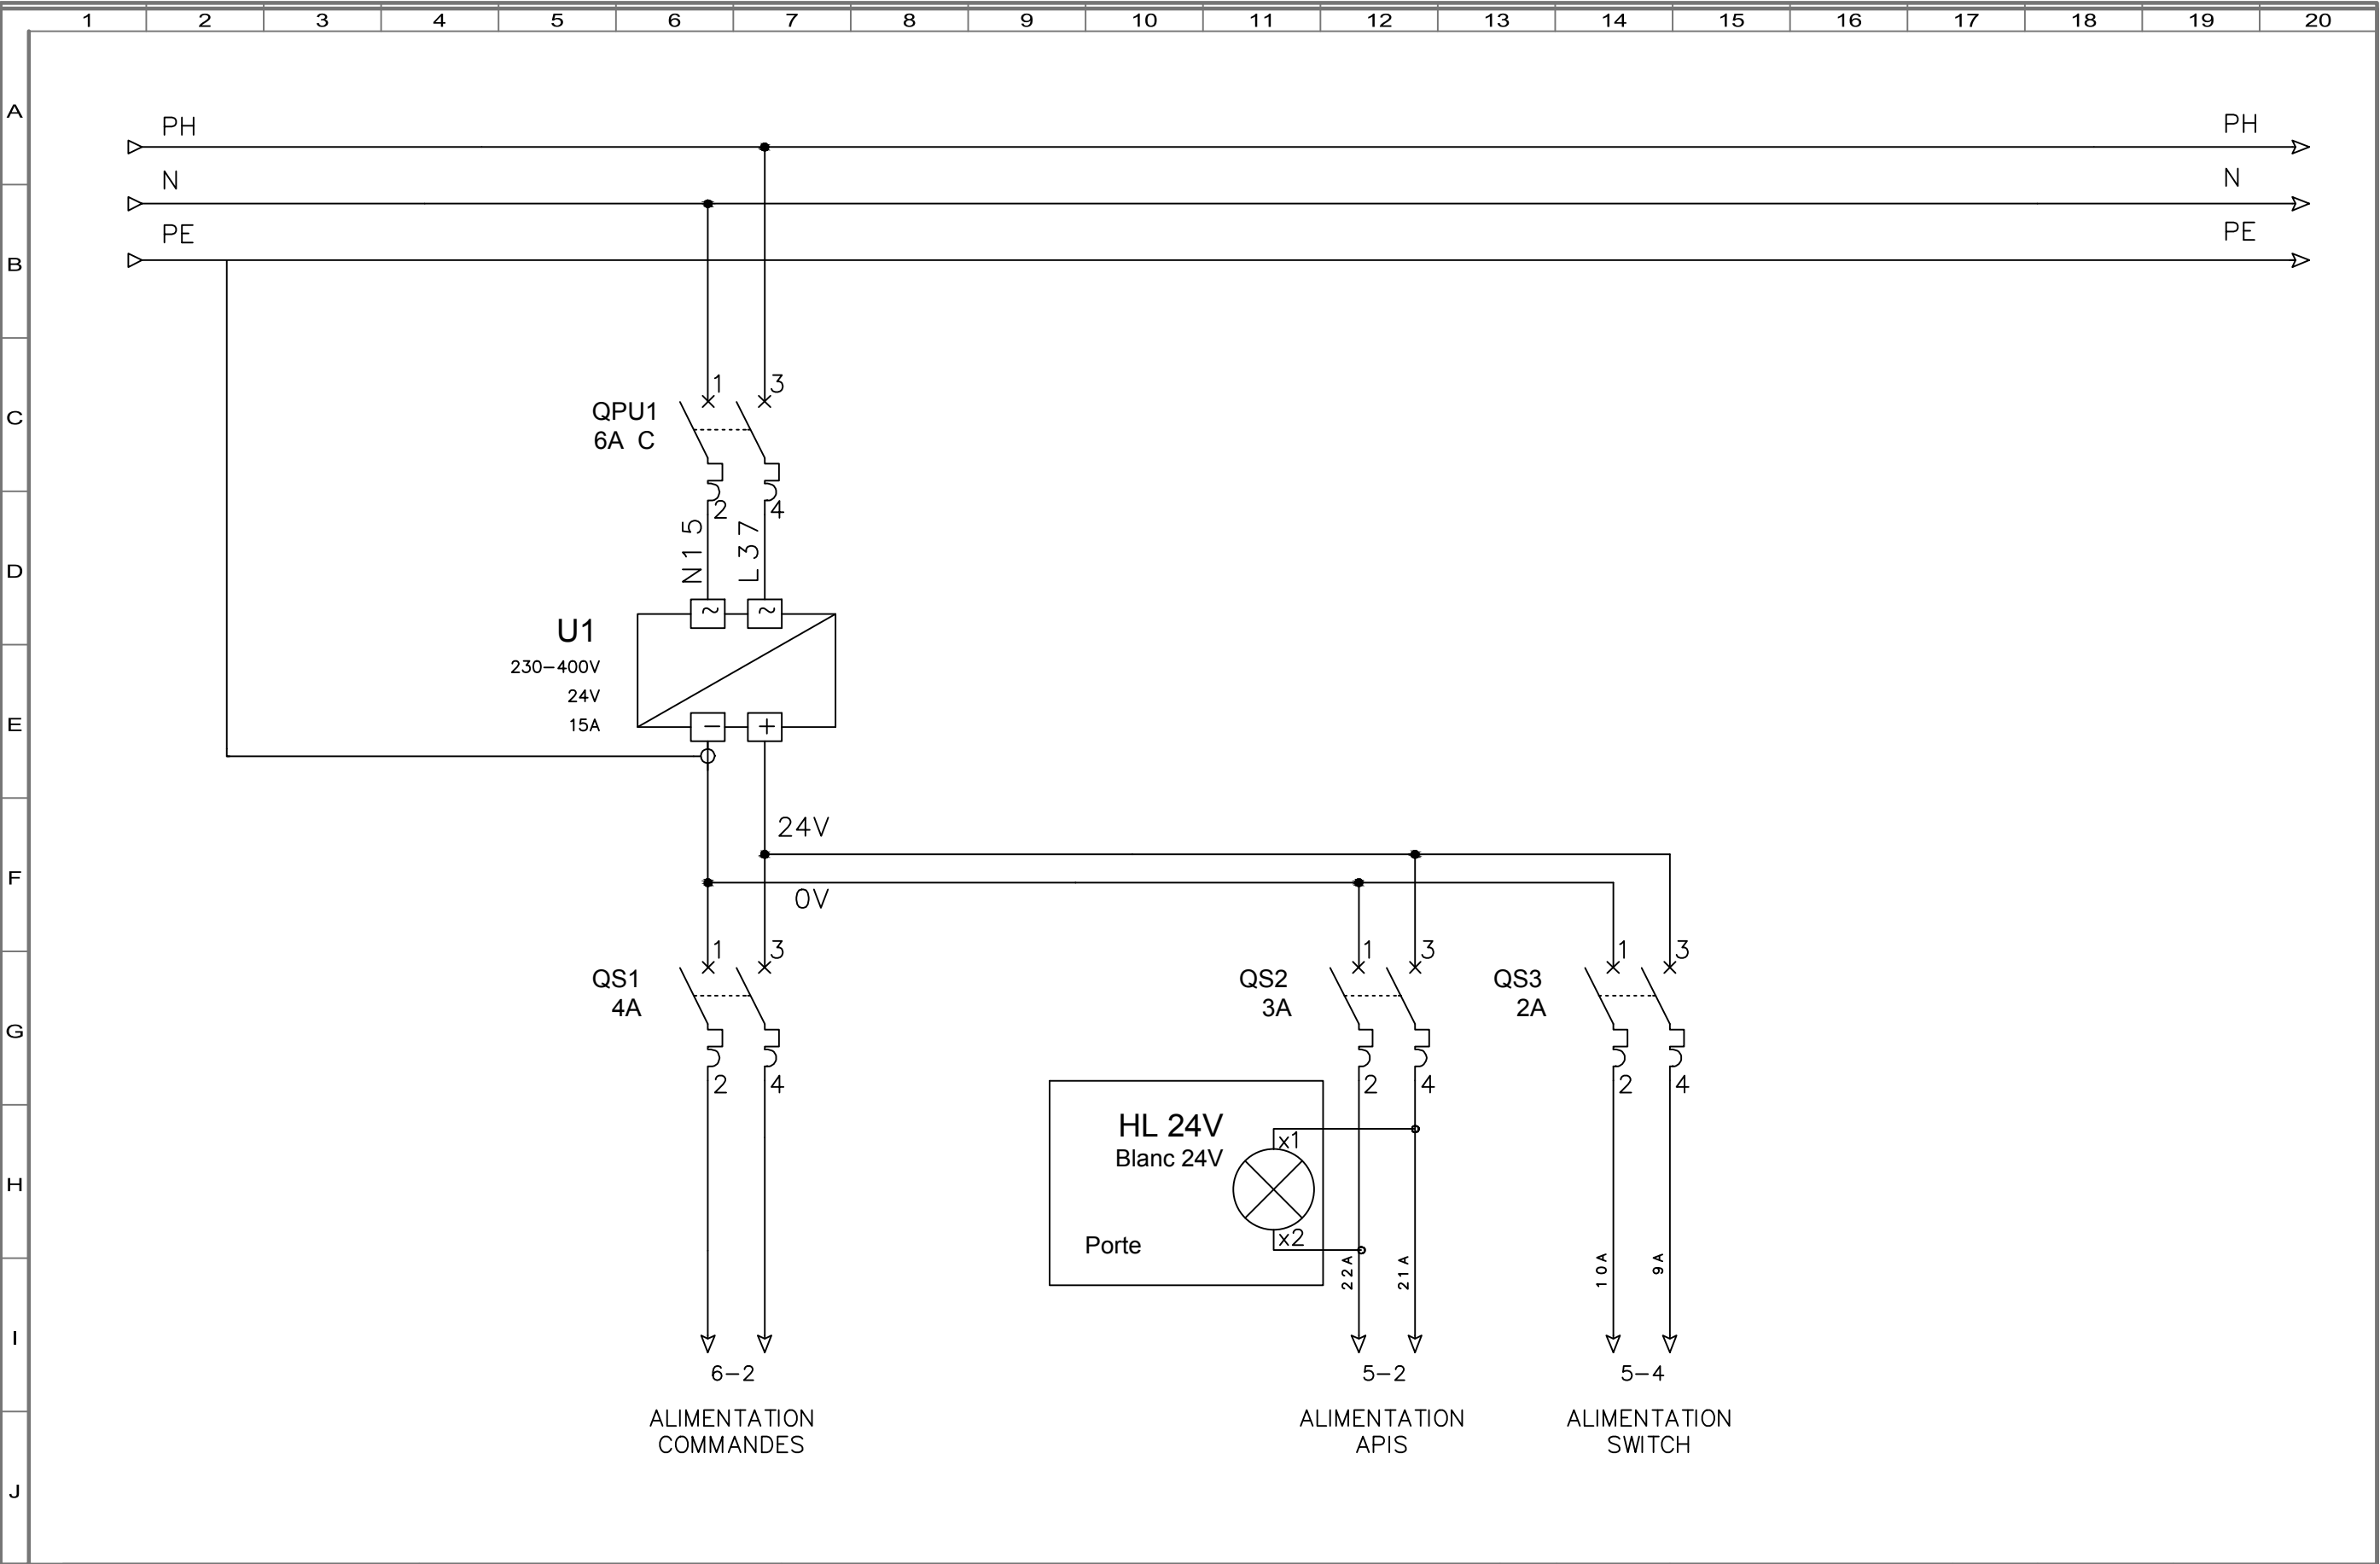 1 2 3 4 5 6 7 8 9 10 11 12 13 14 15 16 17 18 19 20
A
PH PH
N N
PE PE
B
1 3
QPU1
C
6A C
2 4
N15 L37
D
~ ~
U1
230-400V
24V
E
15A
- +
24V
F
0V
1 3 1 3 1 3
QS1 QS2 QS3
4A 3A 2A
G
2 4 2 4 2 4
HL 24V
x1
Blanc 24V
H
x2
Porte
22A 21A 10A 9A
I
6-2 5-2 5-4
ALIMENTATION ALIMENTATION ALIMENTATION
COMMANDES APIS SWITCH
J